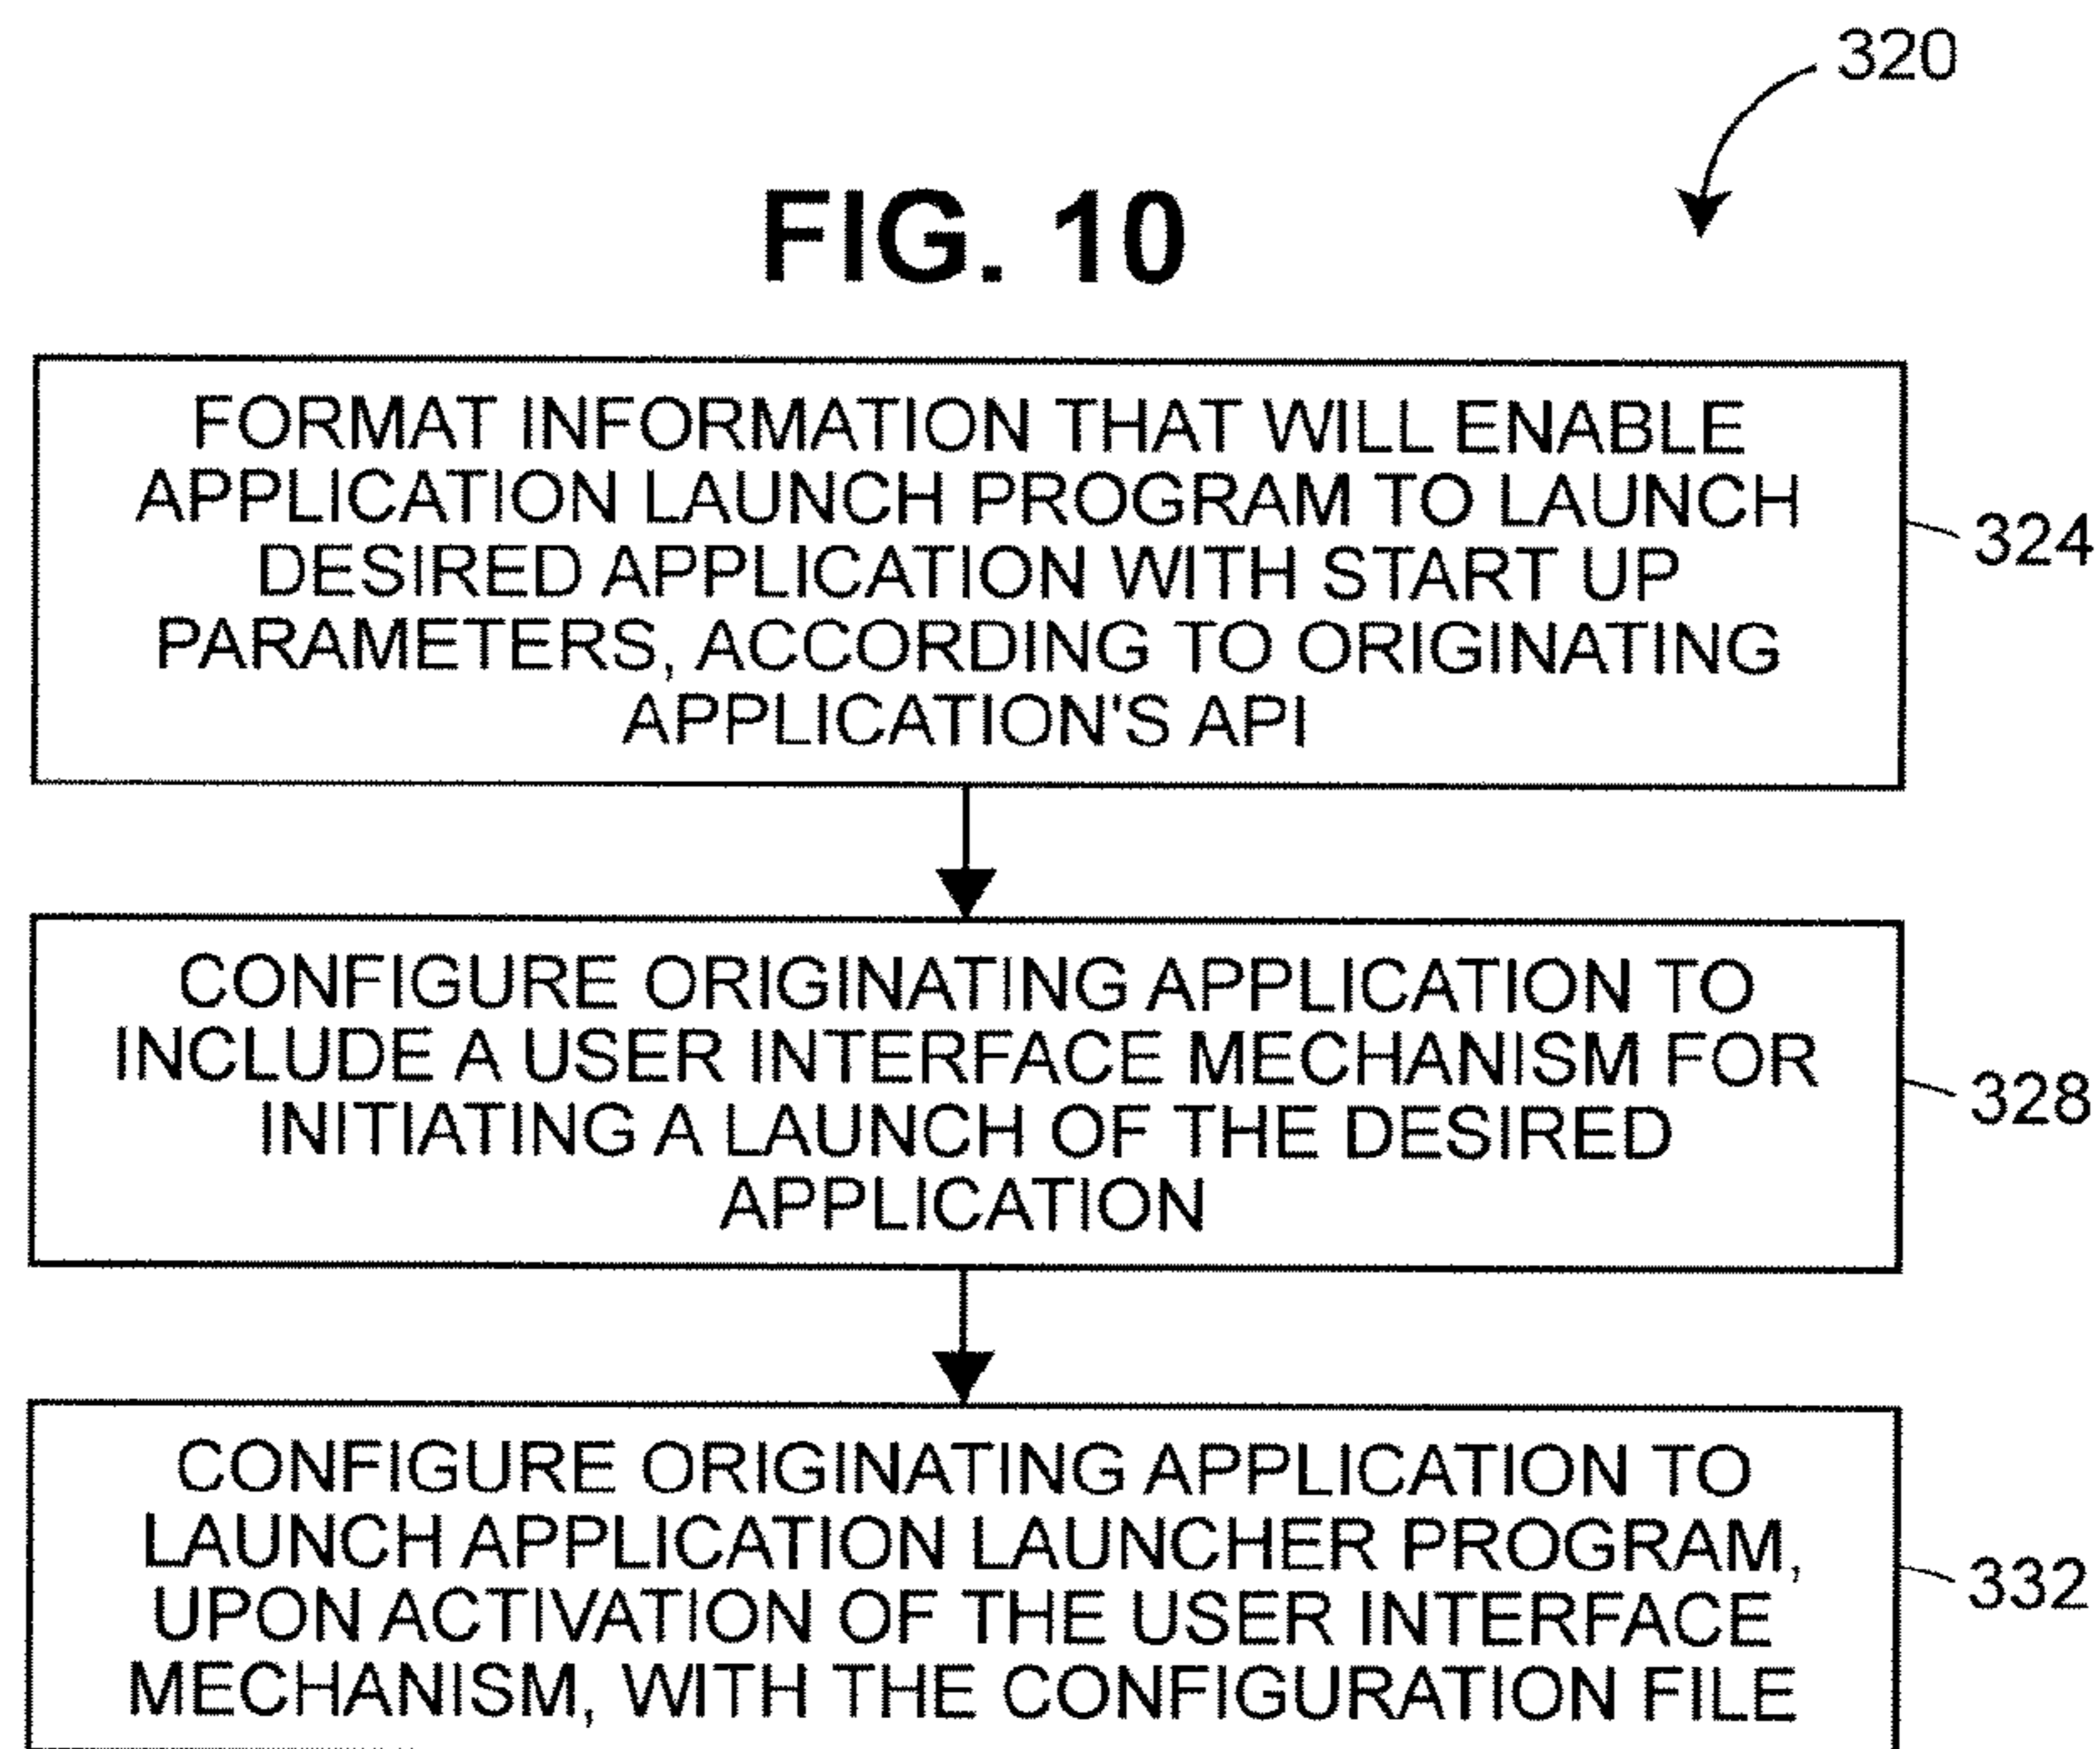 320
FIG. 10
FORMAT INFORMATION THAT WILL ENABLE
APPLICATION LAUNCH PROGRAM TO LAUNCH
DESIRED APPLICATION WITH START UP
PARAMETERS, ACCORDING TO ORIGINATING
APPLICATION'S API
324
CONFIGURE ORIGINATING APPLICATION TO
INCLUDE A USER INTERFACE MECHANISM FOR
INITIATING A LAUNCH OF THE DESIRED
APPLICATION
328
CONFIGURE ORIGINATING APPLICATION TO
LAUNCH APPLICATION LAUNCHER PROGRAM,
UPON ACTIVATION OF THE USER INTERFACE
MECHANISM, WITH THE CONFIGURATION FILE
332